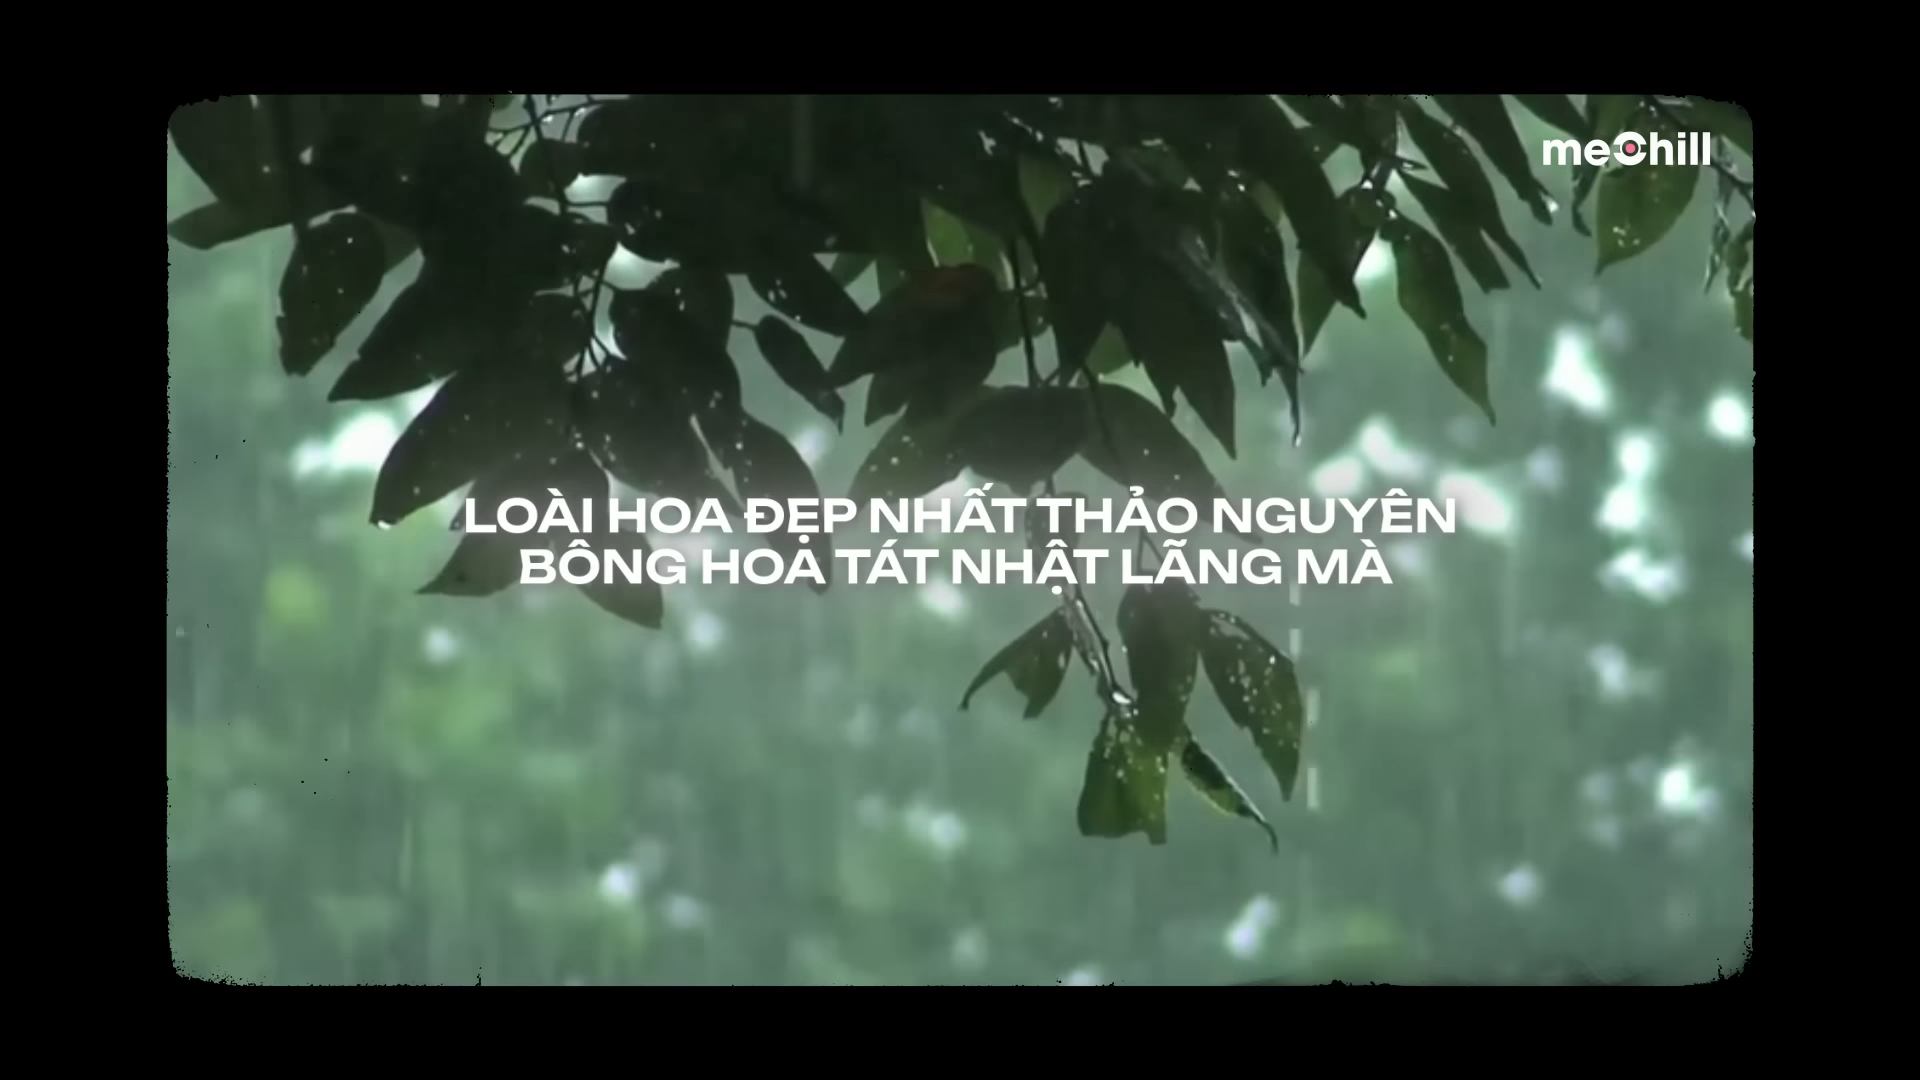 meChill
LOÀI HOA ĐẸP NHẤT THẢO NGUYÊN
BÔNG HOA TÁT NHẬT LÃNG MÀ